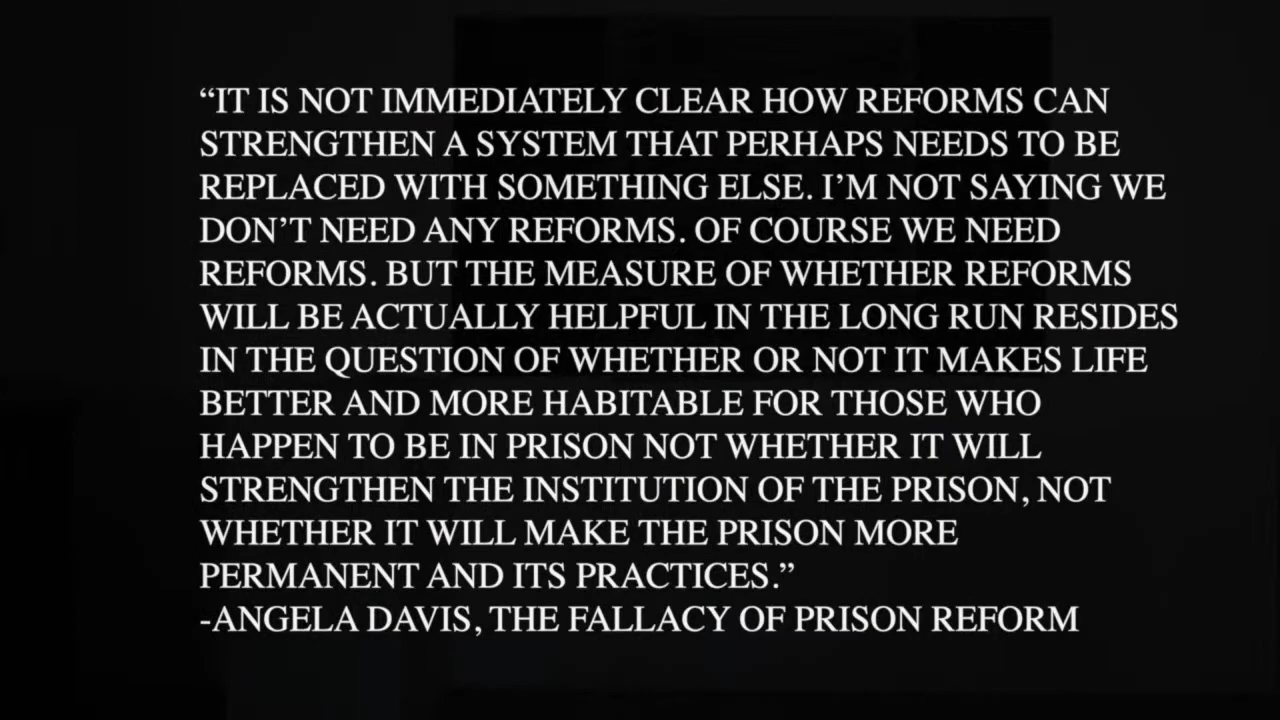 “IT IS NOT IMMEDIATELY CLEAR HOW REFORMS CAN
STRENGTHEN A SYSTEM THAT PERHAPS NEEDS TO BE
REPLACED WITH SOMETHING ELSE. I’M NOT SAYING WE
DON’T NEED ANY REFORMS. OF COURSE WE NEED
REFORMS. BUT THE MEASURE OF WHETHER REFORMS
WILL BE ACTUALLY HELPFUL IN THE LONG RUN RESIDES
IN THE QUESTION OF WHETHER OR NOT IT MAKES LIFE
BETTER AND MORE HABITABLE FOR THOSE WHO
HAPPEN TO BE IN PRISON NOT WHETHER IT WILL
STRENGTHEN THE INSTITUTION OF THE PRISON, NOT
WHETHER IT WILL MAKE THE PRISON MORE
PERMANENT AND ITS PRACTICES.”
-ANGELA DAVIS, THE FALLACY OF PRISON REFORM